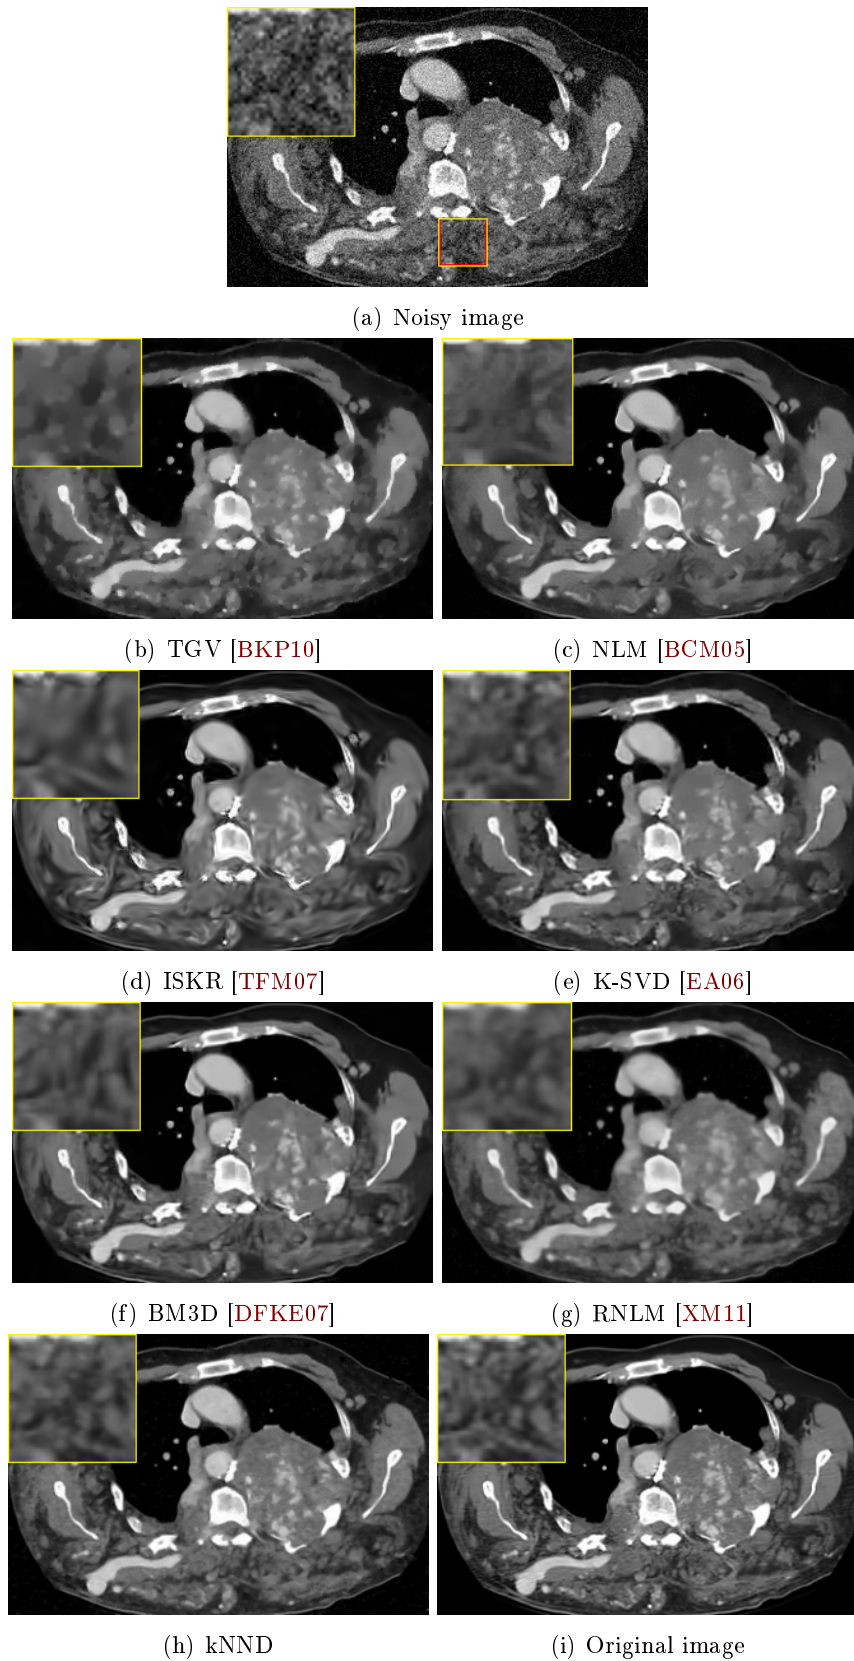 (a) Noisy image
(b) TGV [BKP10]
(c) NLM [BCM05]
(d) ISKR [TFM07]
(e) K-SVD [EA06]
(f) BM3D [DFKE07]
(g) RNLM [XM11]
(h) kNND
(i) Original image